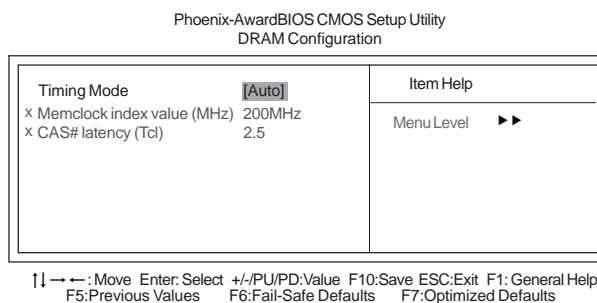 Phoenix-AwardBIOS CMOS Setup Utility
DRAM Configuration
Timing Mode [Auto]
x Memclock index value (MHz) 200MHz
x CAS# latency (Tcl) 2.5
Item Help
Menu Level ►►
↑↓→←: Move Enter: Select +/-/PU/PD:Value F10:Save ESC:Exit F1: General Help
F5:Previous Values F6:Fail-Safe Defaults F7:Optimized Defaults